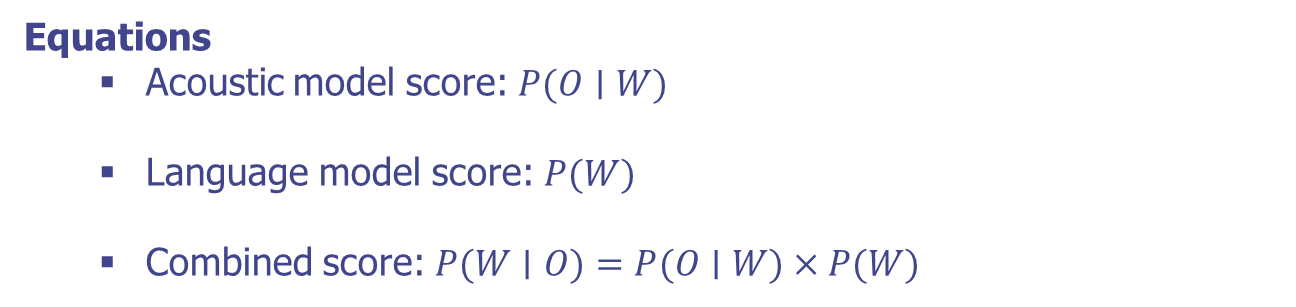 Equations
▪ Acoustic model score: P(O | W)
▪ Language model score: P(W)
▪ Combined score: P(W | O) = P(O | W) × P(W)